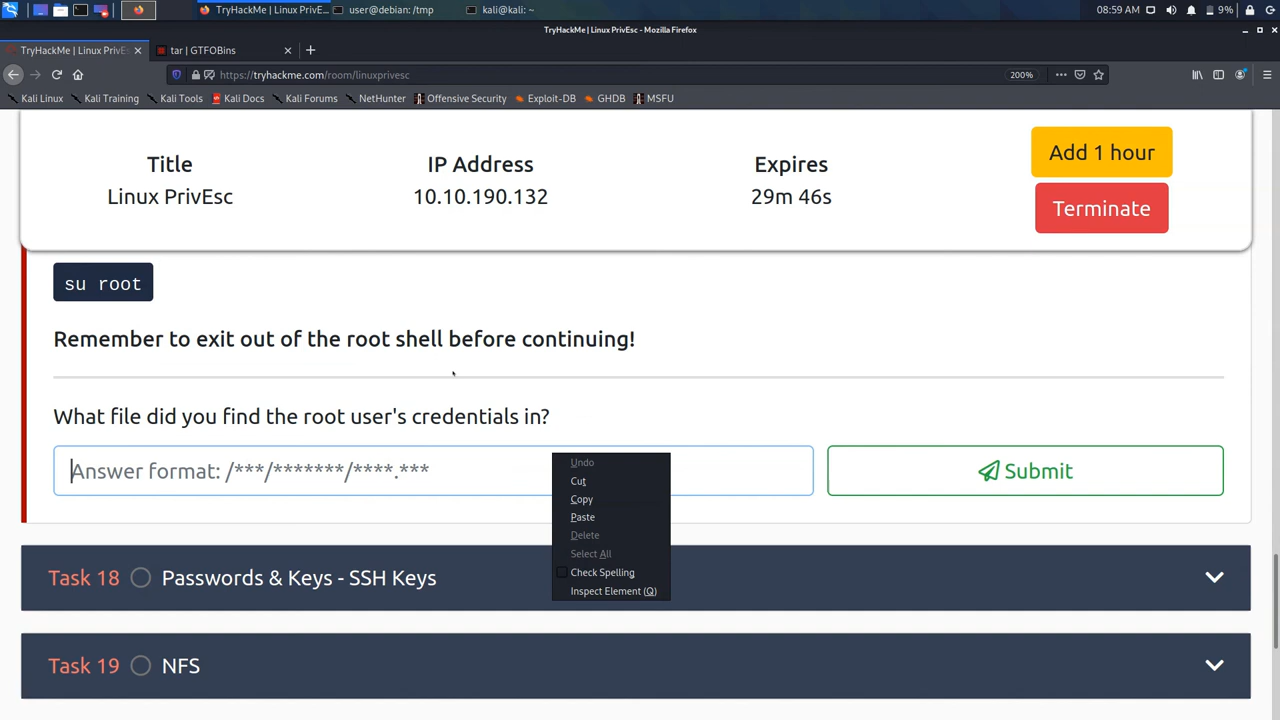 TryHackMe | Linux PrivE...
user@debian: /tmp
kali@kali: ~
08:59 AM
9%
TryHackMe | Linux PrivEsc - Mozilla Firefox
TryHackMe | Linux PrivEsc
tar | GTFOBins
https://tryhackme.com/room/linuxprivesc
200%
Kali Linux
Kali Training
Kali Tools
Kali Docs
Kali Forums
NetHunter
Offensive Security
Exploit-DB
GHDB
MSFU
Title
IP Address
Expires
Add 1 hour
Linux PrivEsc
10.10.190.132
29m 46s
Terminate
su root
Remember to exit out of the root shell before continuing!
What file did you find the root user's credentials in?
Answer format: /***/*******/****.***
Submit
Undo
Cut
Copy
Paste
Delete
Select All
Check Spelling
Inspect Element (Q)
Task 18 Passwords & Keys - SSH Keys
Task 19 NFS